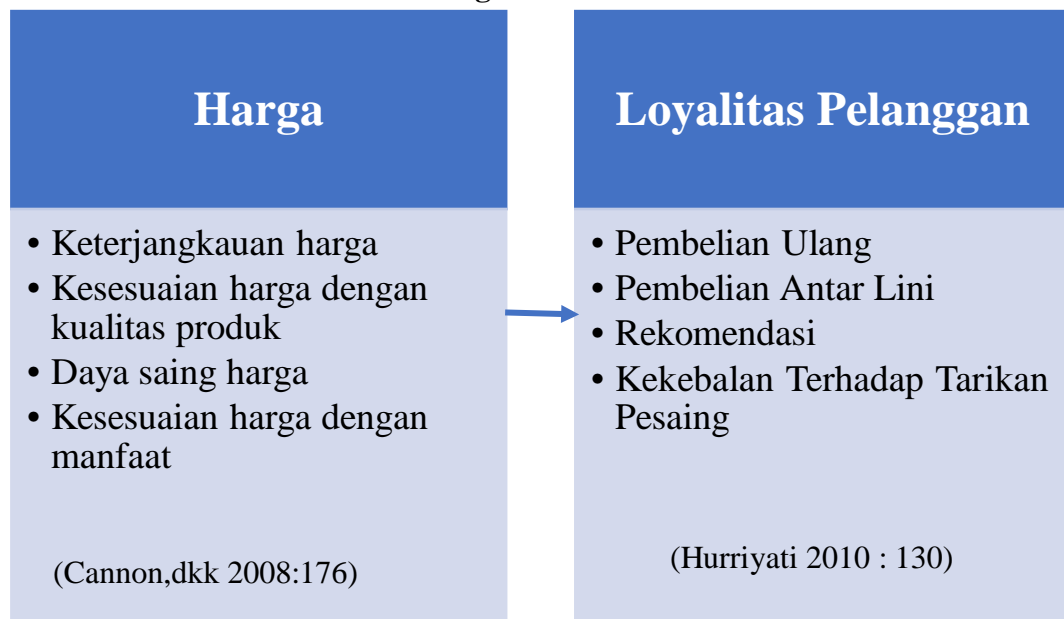 Harga
• Keterjangkauan harga
• Kesesuaian harga dengan
kualitas produk
• Daya saing harga
• Kesesuaian harga dengan
manfaat
(Cannon,dkk 2008:176)
Loyalitas Pelanggan
• Pembelian Ulang
• Pembelian Antar Lini
• Rekomendasi
• Kekebalan Terhadap Tarikan
Pesaing
(Hurriyati 2010 : 130)